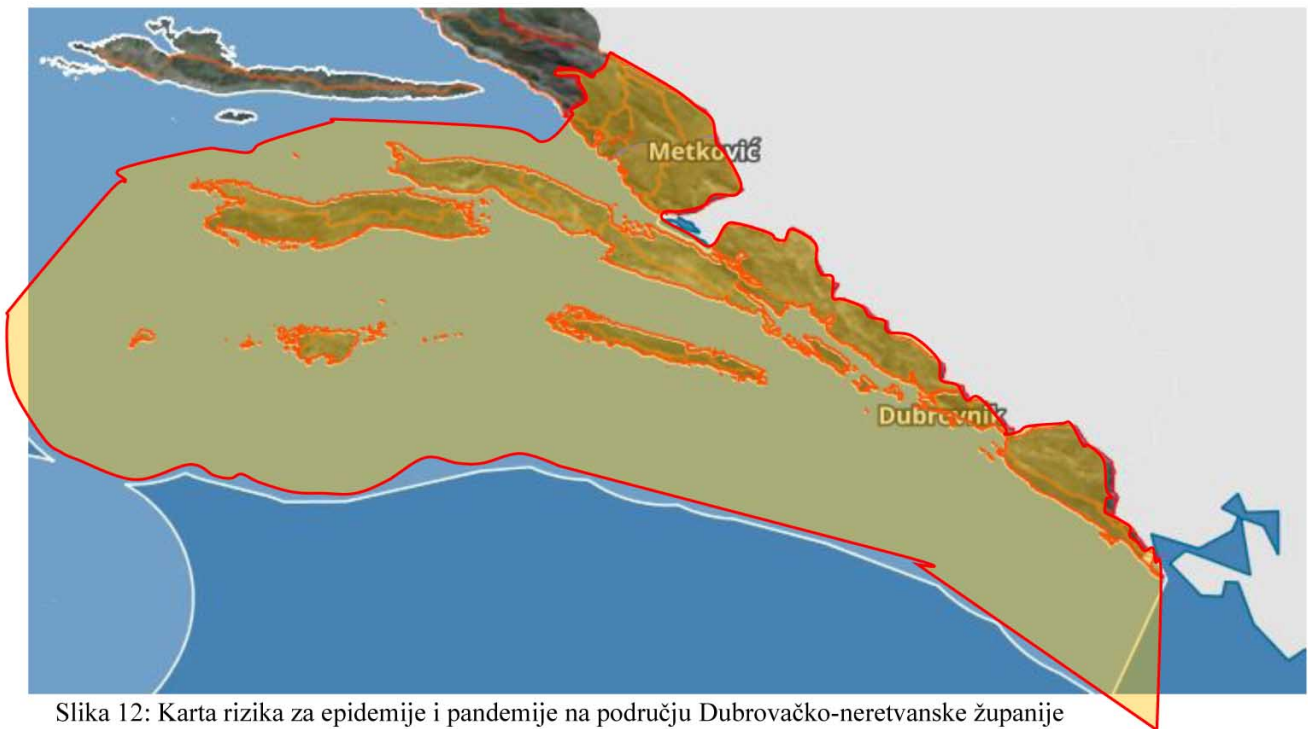 Metković
Dubrovnik
Slika 12: Karta rizika za epidemije i pandemije na području Dubrovačko-neretvanske županije